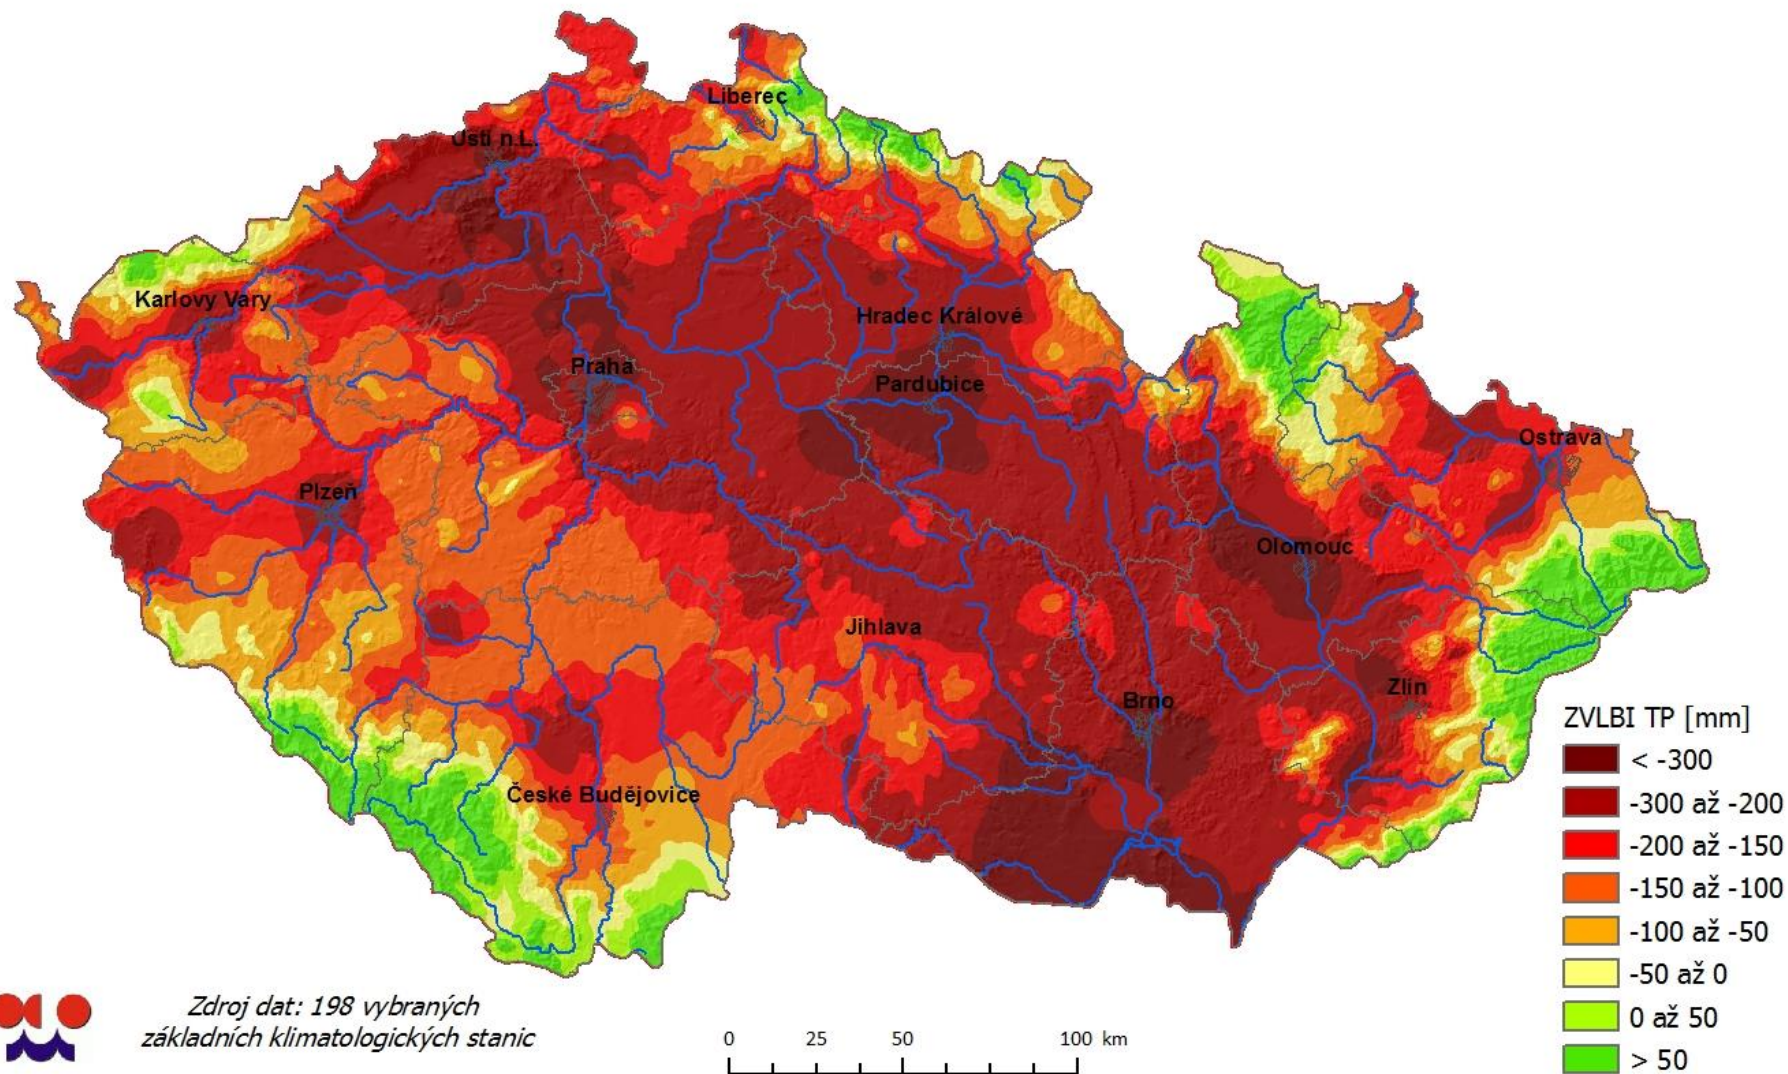 Liberec
Ústí n.L.
Karlovy Vary
Hradec Králové
Praha
Pardubice
Ostrava
Plzeň
Olomouc
Jihlava
Zlín
Brno
České Budějovice
ZVLBI TP [mm]
< -300
-300 až -200
-200 až -150
-150 až -100
-100 až -50
-50 až 0
0 až 50
> 50
Zdroj dat: 198 vybraných
základních klimatologických stanic
0 25 50 100 km